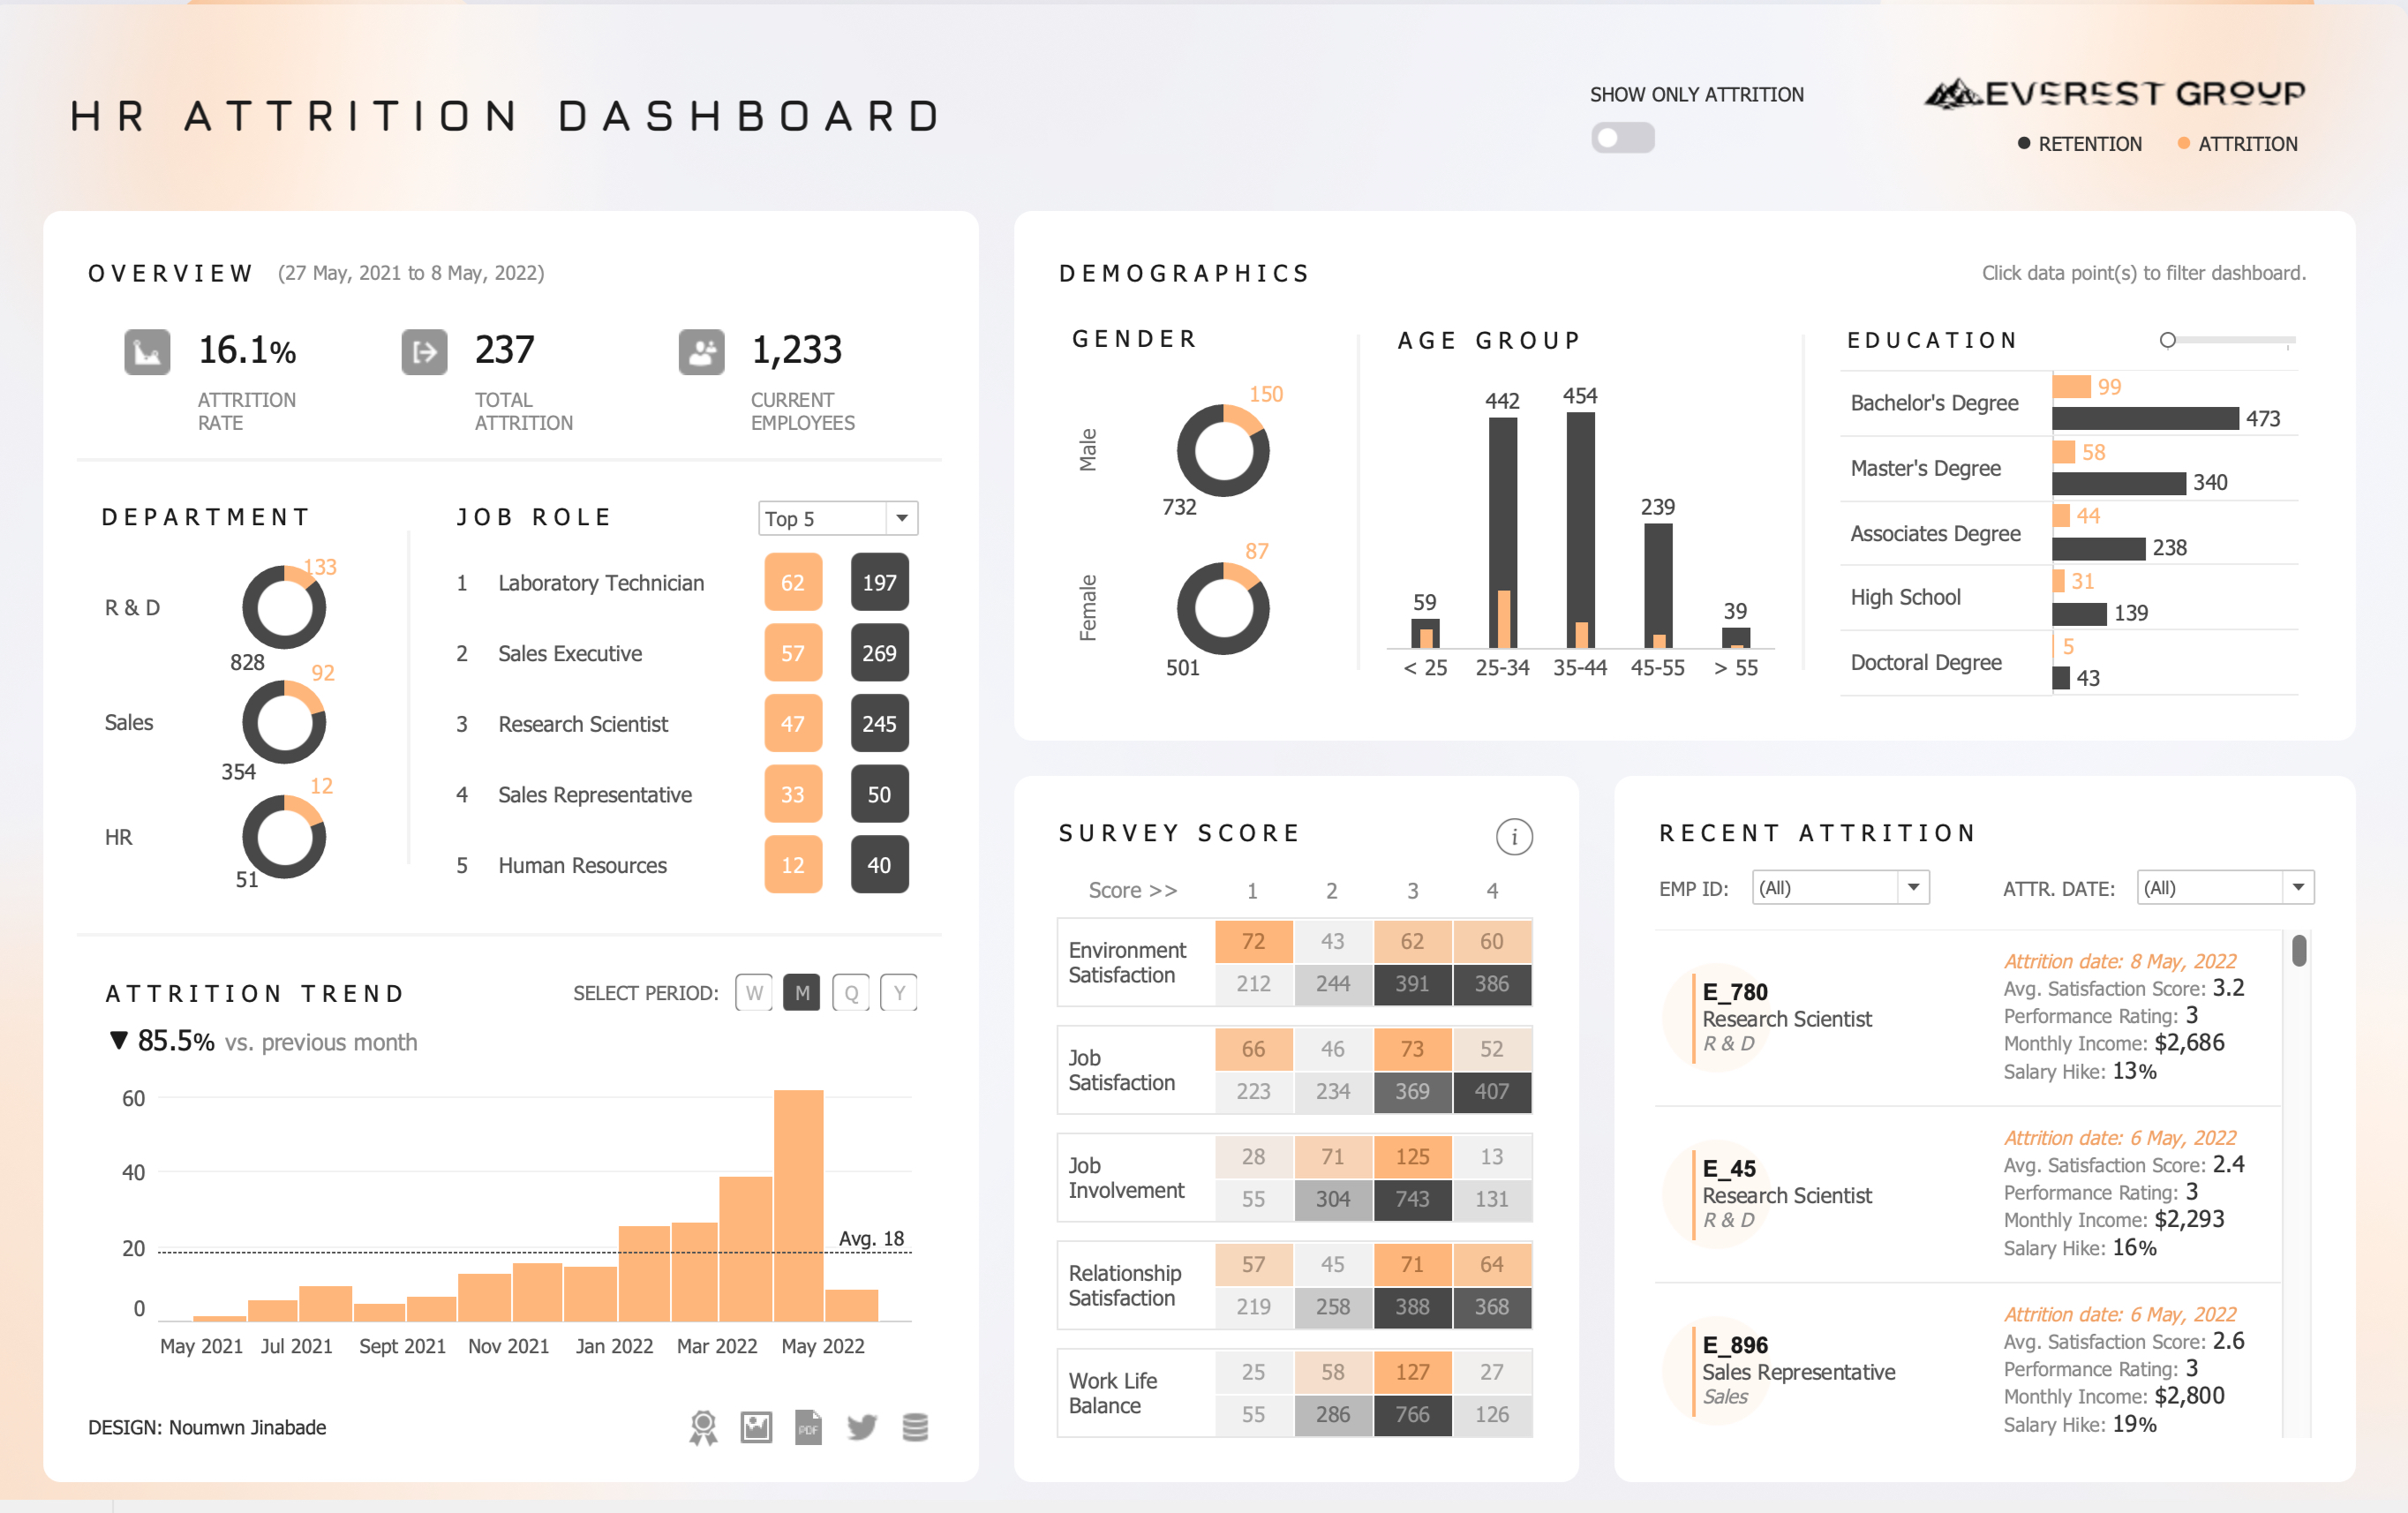 HR ATTRITION DASHBOARD
SHOW ONLY ATTRITION
EVEREST GROUP
RETENTION
ATTRITION
OVERVIEW (27 May, 2021 to 8 May, 2022)
16.1%
ATTRITION
RATE
237
TOTAL
ATTRITION
1,233
CURRENT
EMPLOYEES
DEPARTMENT
133
R & D
828
92
Sales
354
12
HR
51
JOB ROLE
Top 5
1 Laboratory Technician 62 197
2 Sales Executive 57 269
3 Research Scientist 47 245
4 Sales Representative 33 50
5 Human Resources 12 40
ATTRITION TREND
SELECT PERIOD: W M Q Y
▼ 85.5% vs. previous month
60
40
20
0
Avg. 18
May 2021 Jul 2021 Sept 2021 Nov 2021 Jan 2022 Mar 2022 May 2022
DESIGN: Noumwn Jinabade
PDF
DEMOGRAPHICS
Click data point(s) to filter dashboard.
GENDER
150
Male
732
87
Female
501
AGE GROUP
59 442 454 239 39
< 25 25-34 35-44 45-55 > 55
EDUCATION
Bachelor's Degree 99
473
Master's Degree 58
340
Associates Degree 44
238
High School 31
139
Doctoral Degree 5
43
SURVEY SCORE
i
Score >> 1 2 3 4
Environment
Satisfaction
72 43 62 60
212 244 391 386
Job
Satisfaction
66 46 73 52
223 234 369 407
Job
Involvement
28 71 125 13
55 304 743 131
Relationship
Satisfaction
57 45 71 64
219 258 388 368
Work Life
Balance
25 58 127 27
55 286 766 126
RECENT ATTRITION
EMP ID: (All)
ATTR. DATE: (All)
E_780
Research Scientist
R & D
Attrition date: 8 May, 2022
Avg. Satisfaction Score: 3.2
Performance Rating: 3
Monthly Income: $2,686
Salary Hike: 13%
E_45
Research Scientist
R & D
Attrition date: 6 May, 2022
Avg. Satisfaction Score: 2.4
Performance Rating: 3
Monthly Income: $2,293
Salary Hike: 16%
E_896
Sales Representative
Sales
Attrition date: 6 May, 2022
Avg. Satisfaction Score: 2.6
Performance Rating: 3
Monthly Income: $2,800
Salary Hike: 19%